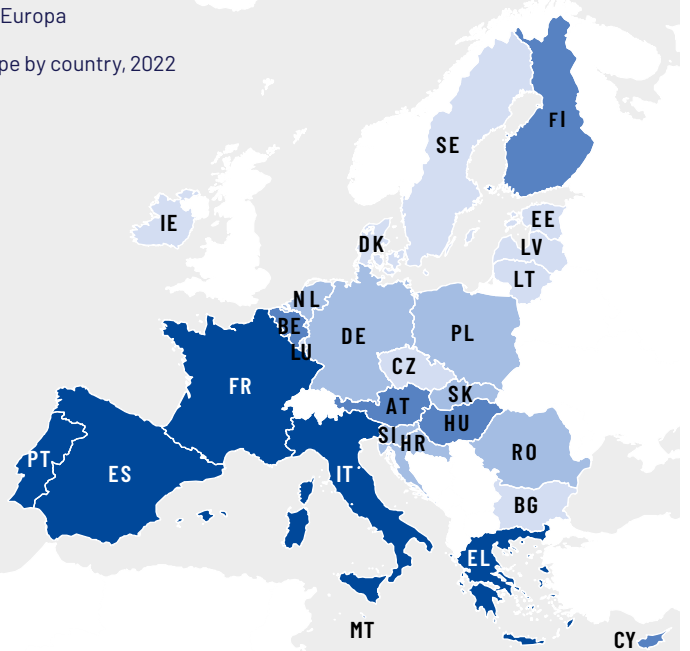 Europa
pe by country, 2022
FI
SE
IE
EE
DK
LV
LT
NL
BE
DE
PL
LU
CZ
FR
SK
AT
HU
SI
HR
RO
PT
ES
IT
BG
EL
MT
CY